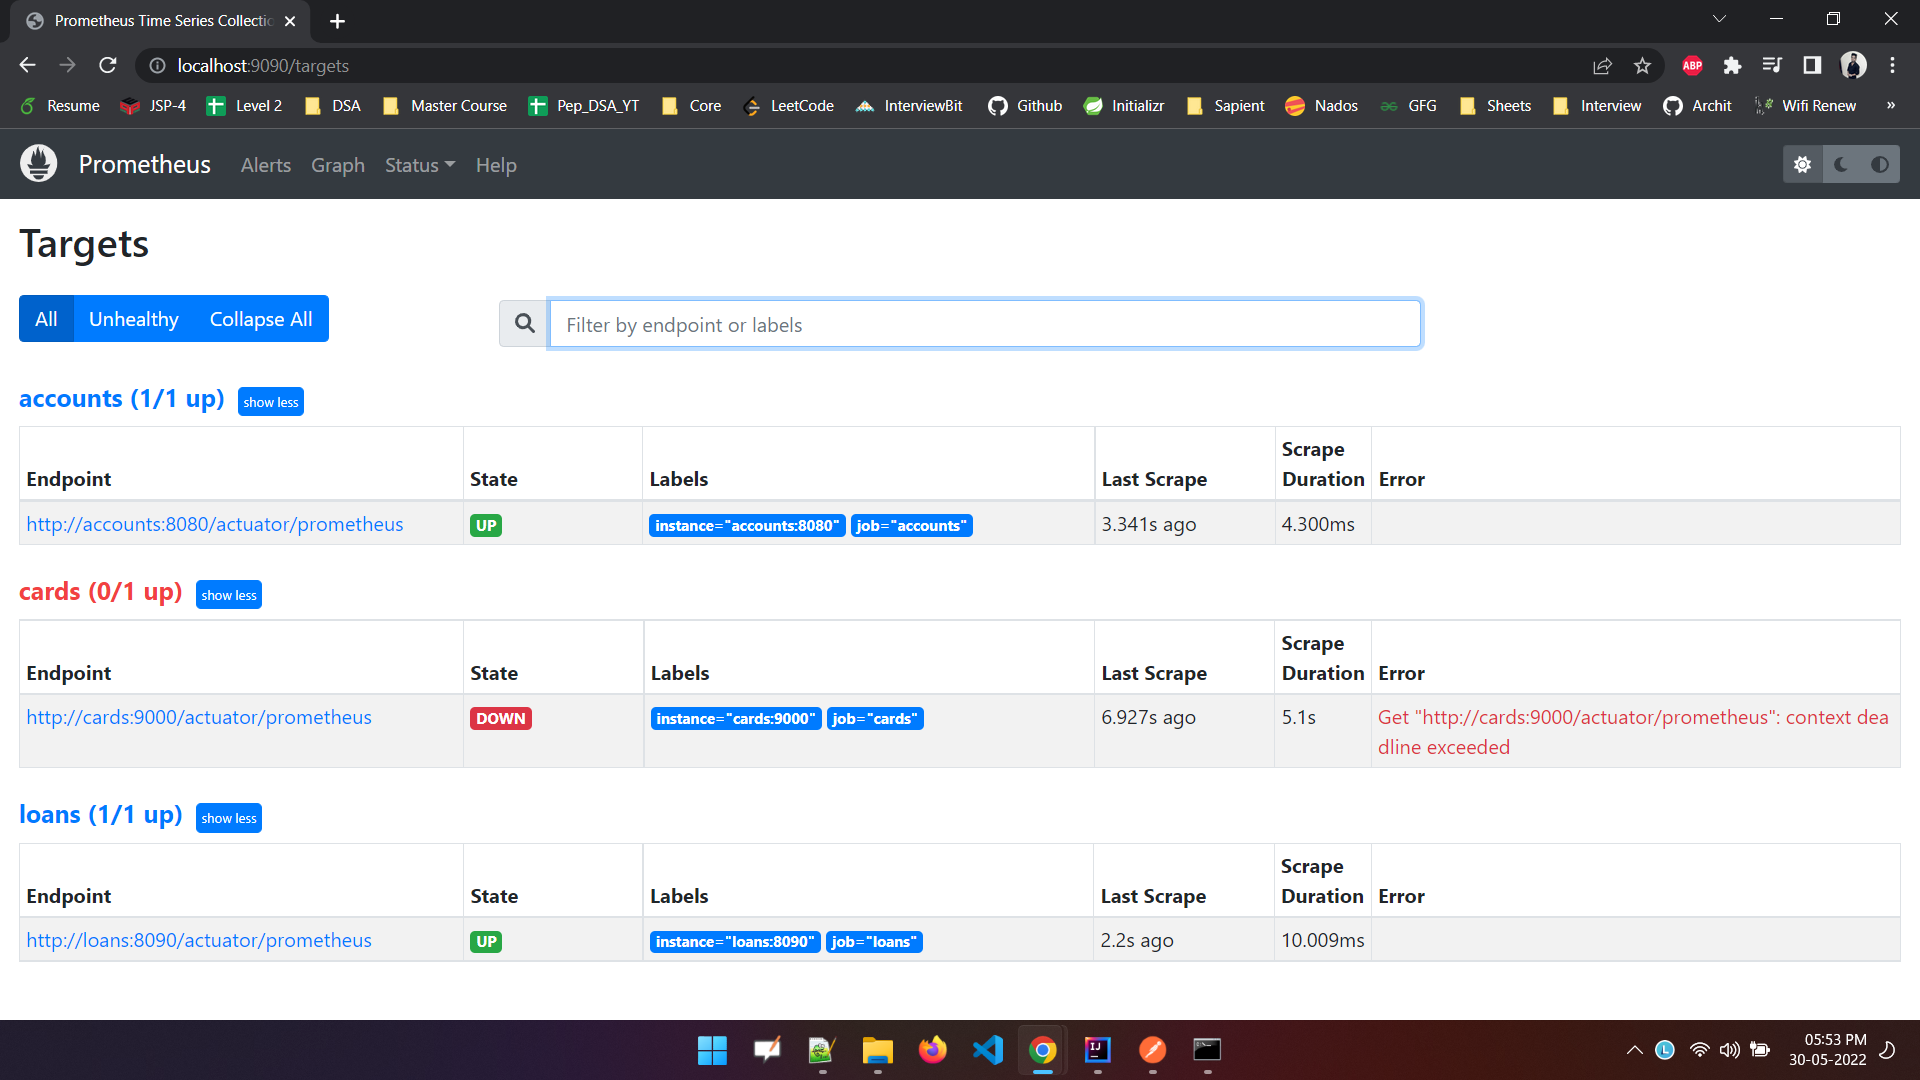 Prometheus Time Series Collectio
localhost:9090/targets
ABP
Resume JSP-4 Level 2 DSA Master Course Pep_DSA_YT Core LeetCode InterviewBit Github Initializr Sapient Nados GFG Sheets Interview Archit Wifi Renew »
Prometheus Alerts Graph Status Help
Targets
All Unhealthy Collapse All
Filter by endpoint or labels
accounts (1/1 up) show less
Endpoint State Labels Last Scrape Scrape Duration Error
http://accounts:8080/actuator/prometheus UP instance="accounts:8080" job="accounts" 3.341s ago 4.300ms
cards (0/1 up) show less
Endpoint State Labels Last Scrape Scrape Duration Error
http://cards:9000/actuator/prometheus DOWN instance="cards:9000" job="cards" 6.927s ago 5.1s Get "http://cards:9000/actuator/prometheus": context dea
dline exceeded
loans (1/1 up) show less
Endpoint State Labels Last Scrape Scrape Duration Error
http://loans:8090/actuator/prometheus UP instance="loans:8090" job="loans" 2.2s ago 10.009ms
IJ
L
05:53 PM
30-05-2022